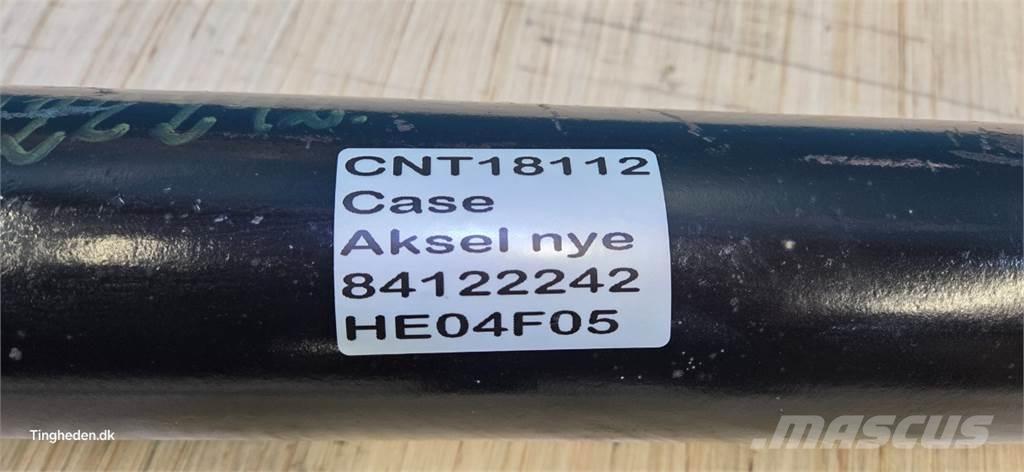 CNT18112
Case
Aksel nye
84122242
HE04F05
Tingheden.dk
MASCUS